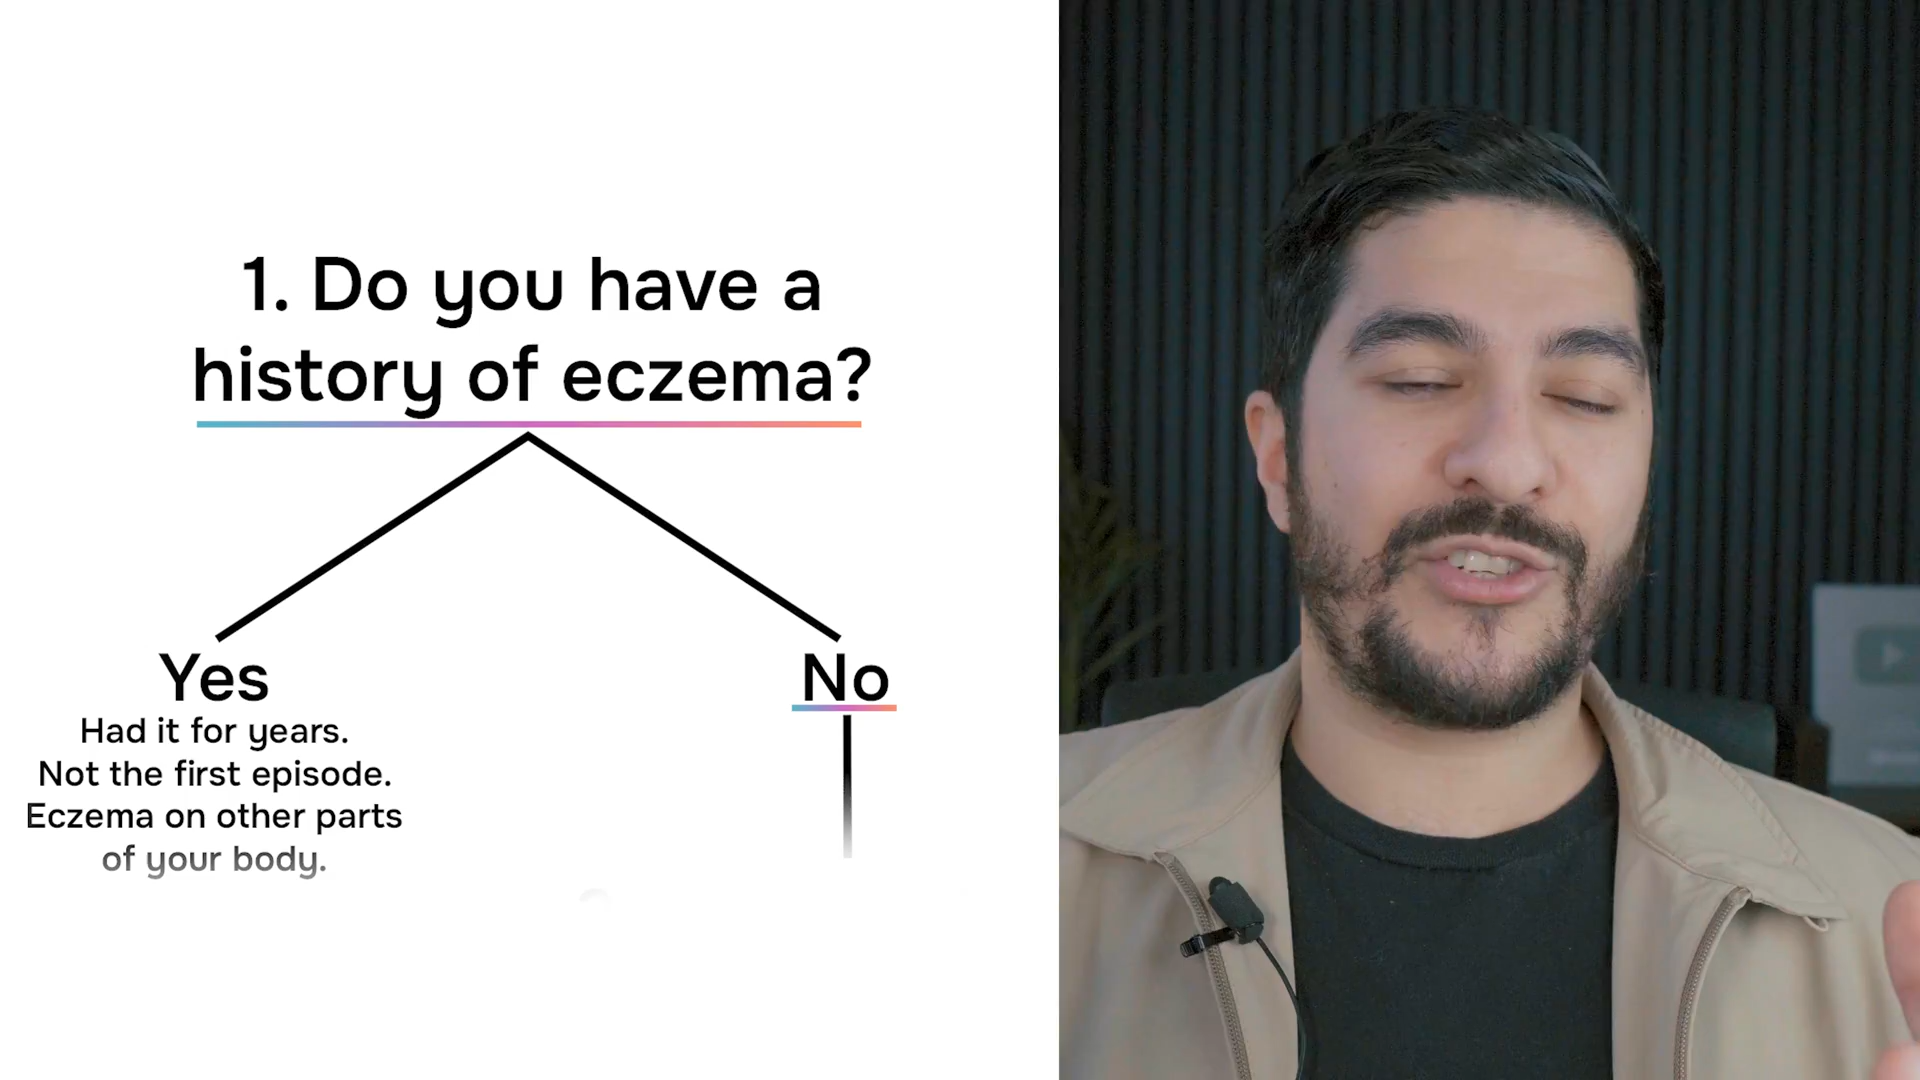 1. Do you have a
history of eczema?
Yes
Had it for years.
Not the first episode.
Eczema on other parts
of your body.
No